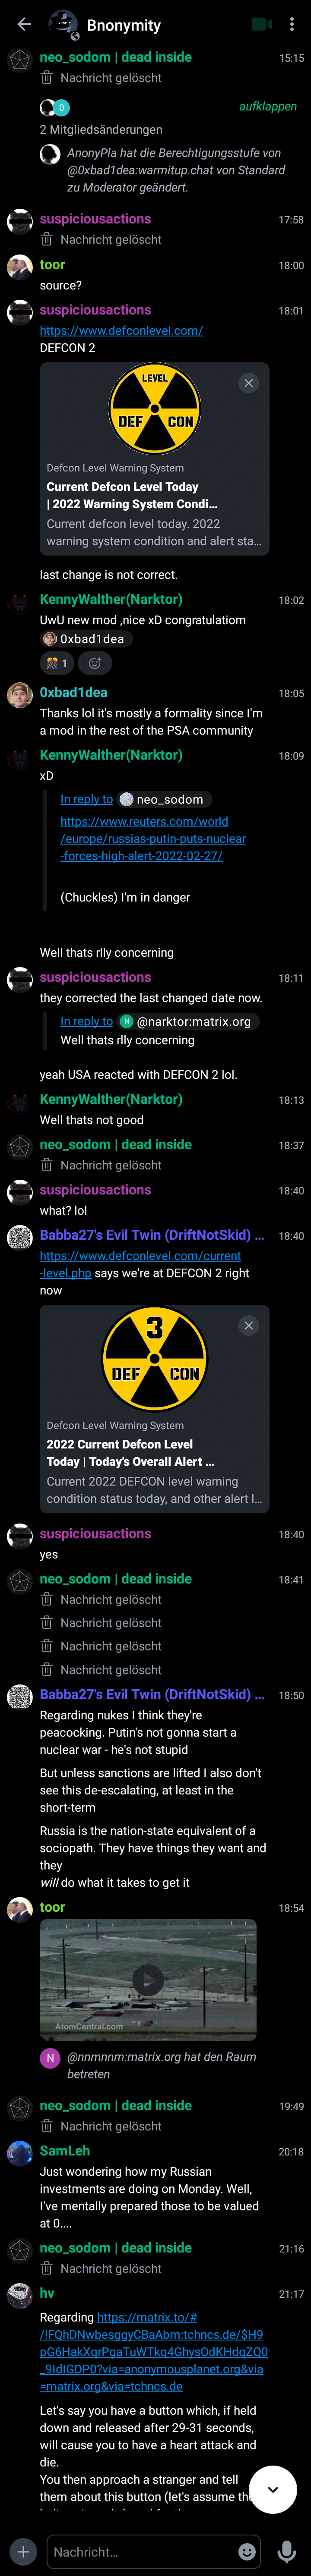 Bnonymity
neo_sodom | dead inside 15:15
Nachricht gelöscht
0 aufklappen
2 Mitgliedsänderungen
AnonyPla hat die Berechtigungsstufe von
@0xbad1dea:warmitup.chat von Standard
zu Moderator geändert.
suspiciousactions 17:58
Nachricht gelöscht
toor 18:00
source?
suspiciousactions 18:01
https://www.defconlevel.com/
DEFCON 2
LEVEL
DEF CON
Defcon Level Warning System
Current Defcon Level Today
| 2022 Warning System Condi...
Current defcon level today. 2022
warning system condition and alert sta...
last change is not correct.
KennyWalther(Narktor) 18:02
UwU new mod ,nice xD congratulatiom
0xbad1dea
1
0xbad1dea 18:05
Thanks lol it's mostly a formality since I'm
a mod in the rest of the PSA community
KennyWalther(Narktor) 18:09
xD
In reply to neo_sodom
https://www.reuters.com/world
/europe/russias-putin-puts-nuclear
-forces-high-alert-2022-02-27/
(Chuckles) I'm in danger
Well thats rlly concerning
suspiciousactions 18:11
they corrected the last changed date now.
In reply to N @narktor:matrix.org
Well thats rlly concerning
yeah USA reacted with DEFCON 2 lol.
KennyWalther(Narktor) 18:13
Well thats not good
neo_sodom | dead inside 18:37
Nachricht gelöscht
suspiciousactions 18:40
what? lol
Babba27's Evil Twin (DriftNotSkid) ... 18:40
https://www.defconlevel.com/current
-level.php says we're at DEFCON 2 right
now
3
DEF CON
Defcon Level Warning System
2022 Current Defcon Level
Today | Today's Overall Alert ...
Current 2022 DEFCON level warning
condition status today, and other alert l...
suspiciousactions 18:40
yes
neo_sodom | dead inside 18:41
Nachricht gelöscht
Nachricht gelöscht
Nachricht gelöscht
Nachricht gelöscht
Babba27's Evil Twin (DriftNotSkid) ... 18:50
Regarding nukes I think they're
peacocking. Putin's not gonna start a
nuclear war - he's not stupid
But unless sanctions are lifted I also don't
see this de-escalating, at least in the
short-term
Russia is the nation-state equivalent of a
sociopath. They have things they want and
they
will do what it takes to get it
toor 18:54
AtomCentral.com
N @nnmnnm:matrix.org hat den Raum
betreten
neo_sodom | dead inside 19:49
Nachricht gelöscht
SamLeh 20:18
Just wondering how my Russian
investments are doing on Monday. Well,
I've mentally prepared those to be valued
at 0....
neo_sodom | dead inside 21:16
Nachricht gelöscht
hv 21:17
Regarding https://matrix.to/#
/!FQhDNwbesggyCBaAbm:tchncs.de/$H9
pG6HakXqrPgaTuWTkq4GhysOdKHdqZQ0
_9IdIGDP0?via=anonymousplanet.org&via
=matrix.org&via=tchncs.de
Let's say you have a button which, if held
down and released after 29-31 seconds,
will cause you to have a heart attack and
die.
You then approach a stranger and tell
them about this button (let's assume
Nachricht...